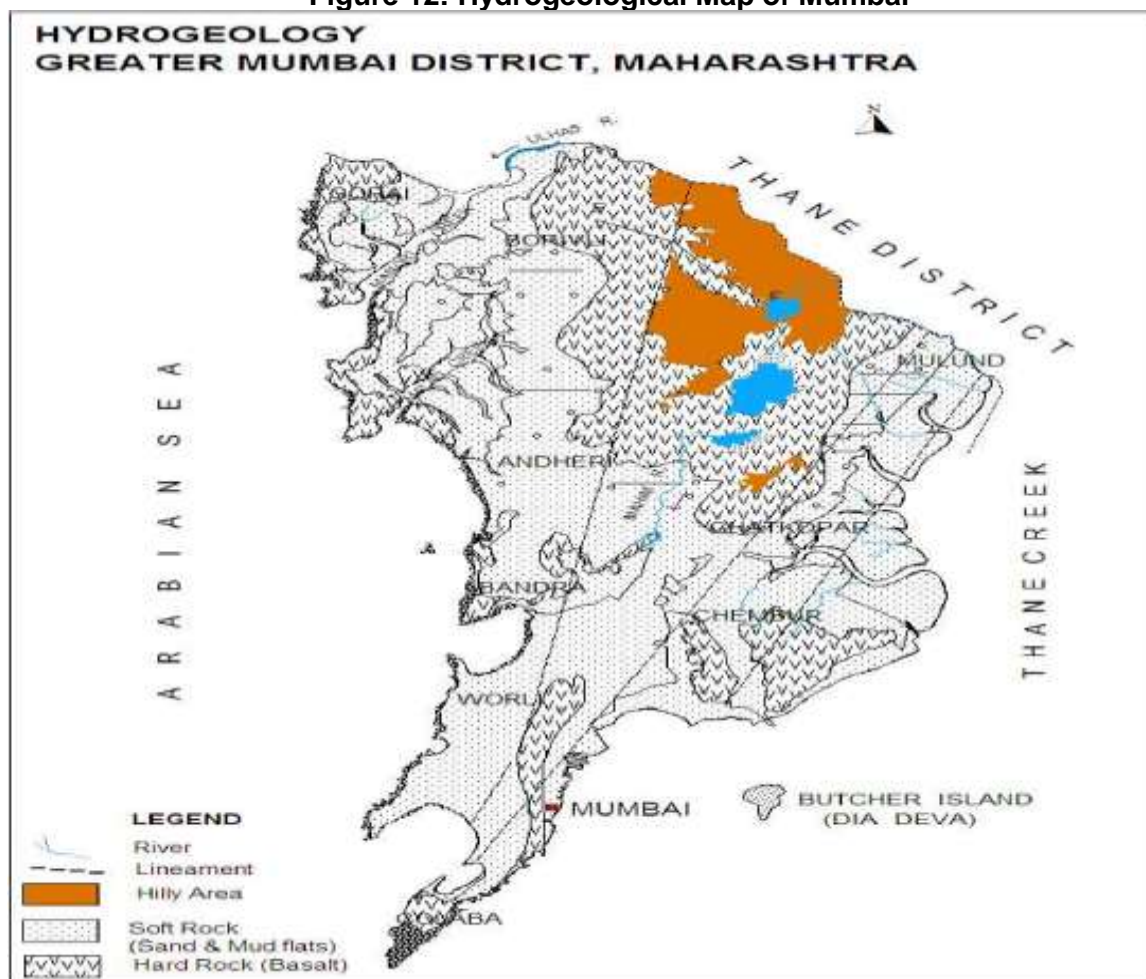 Figure 12. Hydrogeological Map of Mumbai
HYDROGEOLOGY
GREATER MUMBAI DISTRICT, MAHARASHTRA
N
ULHAS R.
THANE DISTRICT
GORAI
BORIVLI
MULUND
ARABIAN SEA
ANDHERI
THANE CREEK
GHATKOPAR
BANDRA
CHEMBUR
WORLI
MUMBAI
BUTCHER ISLAND
(DIA DEVA)
LEGEND
River
Lineament
Hilly Area
COLABA
Soft Rock
(Sand & Mud flats)
Hard Rock (Basalt)